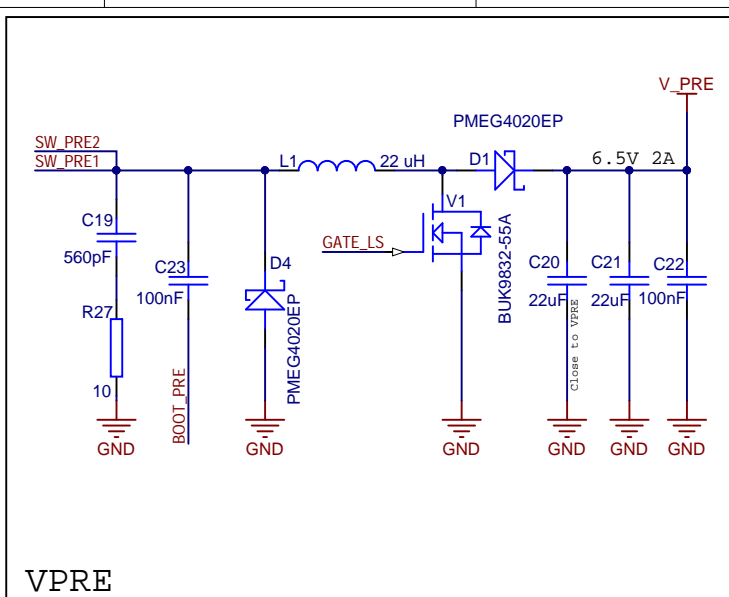 V_PRE
PMEG4020EP
SW_PRE2
SW_PRE1
L1
22 uH
D1
6.5V 2A
C19
560pF
V1
BUK9832-55A
GATE_LS
C23
100nF
D4
PMEG4020EP
C20
22uF
Close to VPRE
C21
22uF
C22
100nF
R27
10
BOOT_PRE
GND
GND
GND
GND
GND
GND
VPRE